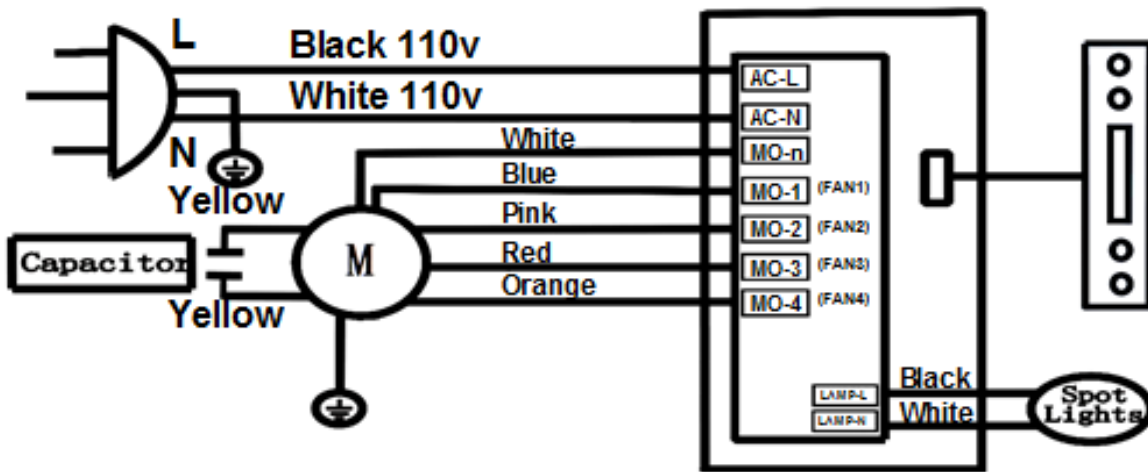 L
Black 110v
AC-L
White 110v
AC-N
N
White
MO-n
Yellow
Blue
MO-1 (FAN1)
Pink
MO-2 (FAN2)
Capacitor
M
Red
MO-3 (FAN3)
Orange
MO-4 (FAN4)
Yellow
LAMP-L
Black
LAMP-N
White
Spot
Lights